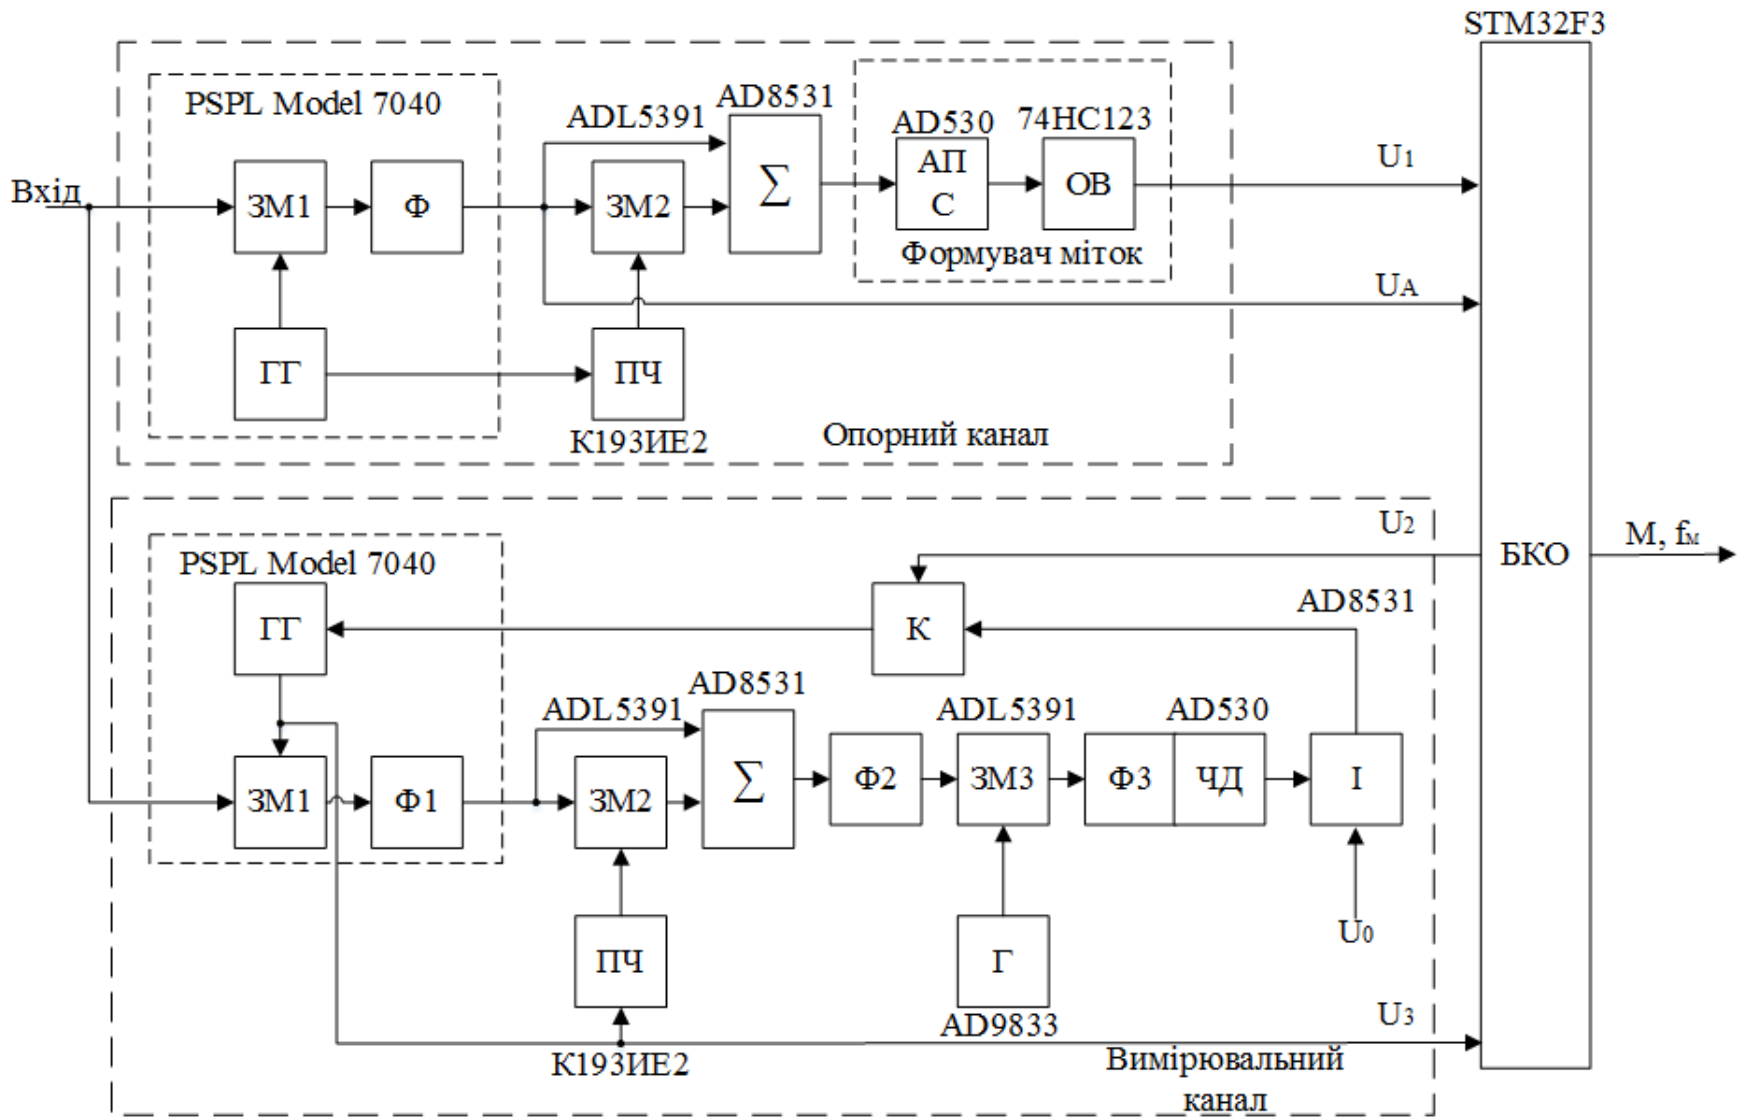 STM32F3
PSPL Model 7040
AD8531
ADL5391
AD530
74HC123
Вхід
ЗМ1
Ф
ЗМ2
∑
АП
С
ОВ
U1
Формувач міток
UA
ГГ
ПЧ
К193ИЕ2
Опорний канал
U2
PSPL Model 7040
БКО
М, fм
ГГ
К
AD8531
AD8531
ADL5391
ADL5391
AD530
ЗМ1
Ф1
ЗМ2
∑
Ф2
ЗМ3
Ф3
ЧД
І
U0
ПЧ
Г
U3
AD9833
К193ИЕ2
Вимірювальний
канал